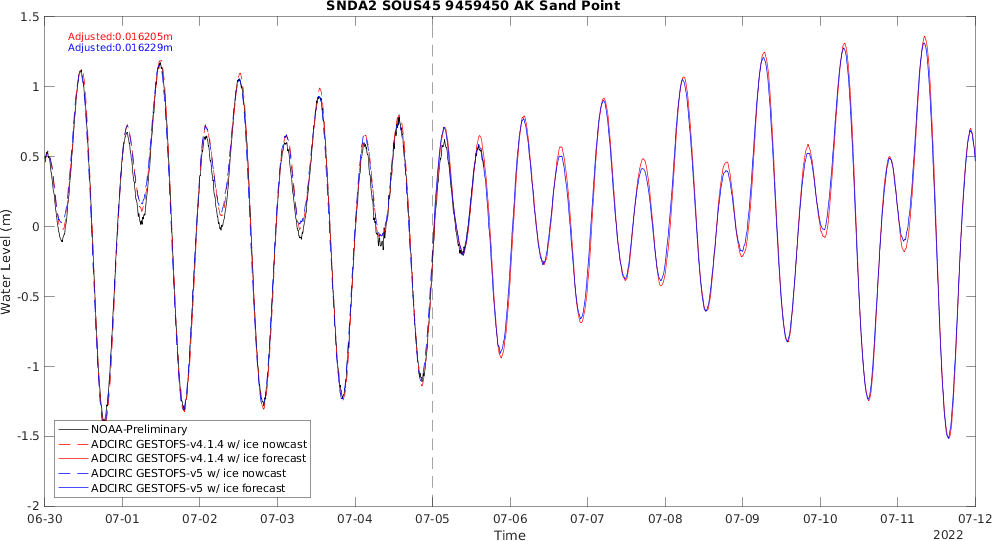 SNDA2 SOUS45 9459450 AK Sand Point
Adjusted:0.016205m
Adjusted:0.016229m
1.5
1
0.5
0
-0.5
-1
-1.5
-2
Water Level (m)
NOAA-Preliminary
ADCIRC GESTOFS-v4.1.4 w/ ice nowcast
ADCIRC GESTOFS-v4.1.4 w/ ice forecast
ADCIRC GESTOFS-v5 w/ ice nowcast
ADCIRC GESTOFS-v5 w/ ice forecast
06-30 07-01 07-02 07-03 07-04 07-05 07-06 07-07 07-08 07-09 07-10 07-11 07-12
Time
2022